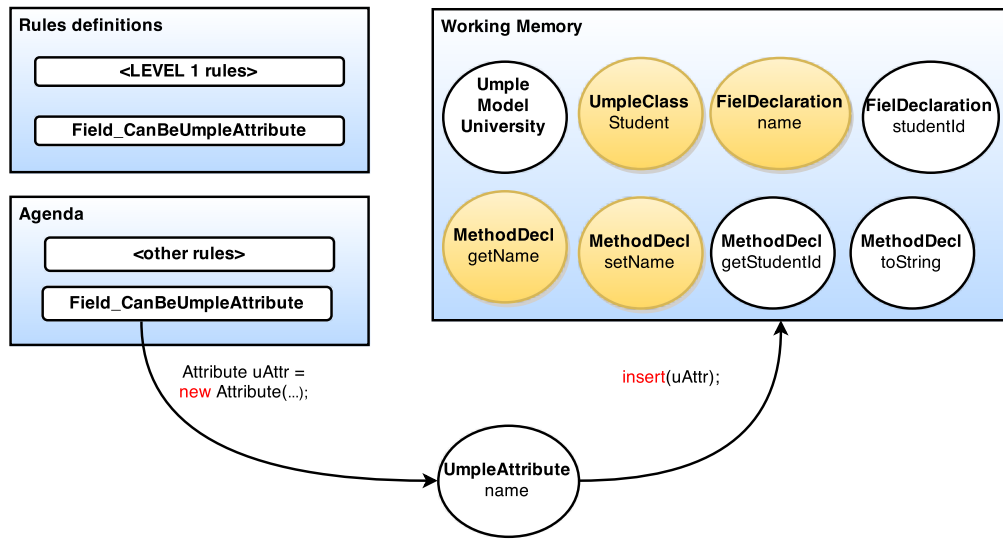 Rules definitions
<LEVEL 1 rules>
Field_CanBeUmpleAttribute
Agenda
<other rules>
Field_CanBeUmpleAttribute
Working Memory
Umple
Model
University
UmpleClass
Student
FielDeclaration
name
FielDeclaration
studentId
MethodDecl
getName
MethodDecl
setName
MethodDecl
getStudentId
MethodDecl
toString
Attribute uAttr =
new Attribute(...);
insert(uAttr);
UmpleAttribute
name